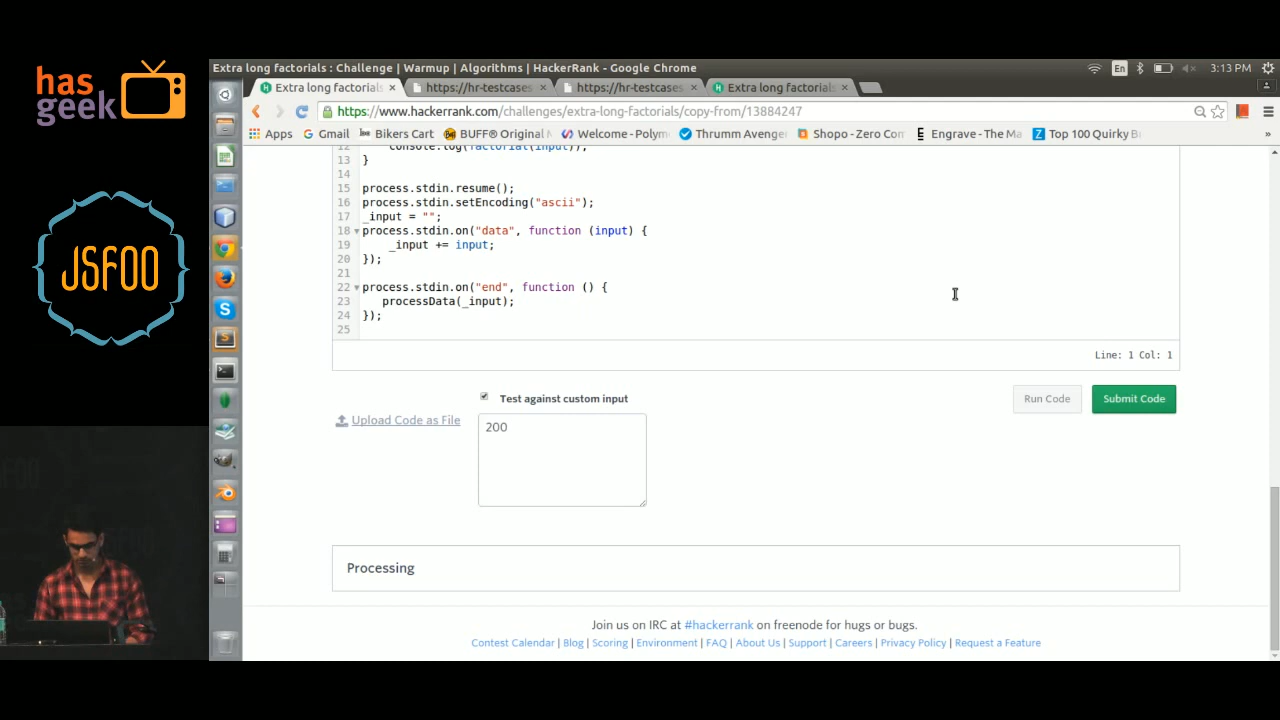 has
geek
JSFOO
Extra long factorials : Challenge | Warmup | Algorithms | HackerRank - Google Chrome
En
3:13 PM
Extra long factorials
https://hr-testcases
https://hr-testcases
Extra long factorials
https://www.hackerrank.com/challenges/extra-long-factorials/copy-from/13884247
Apps
Gmail
Bikers Cart
BUFF® Original
Welcome - Polym
Thrumm Avenger
Shopo - Zero Com
Engrave - The Ma
Top 100 Quirky B
»
12 console.log(factorial(input));
13 }
14
15 process.stdin.resume();
16 process.stdin.setEncoding("ascii");
17 _input = "";
18 process.stdin.on("data", function (input) {
19 _input += input;
20 });
21
22 process.stdin.on("end", function () {
23 processData(_input);
24 });
25
Line: 1 Col: 1
Upload Code as File
Test against custom input
Run Code
Submit Code
200
Processing
Join us on IRC at #hackerrank on freenode for hugs or bugs.
Contest Calendar | Blog | Scoring | Environment | FAQ | About Us | Support | Careers | Privacy Policy | Request a Feature